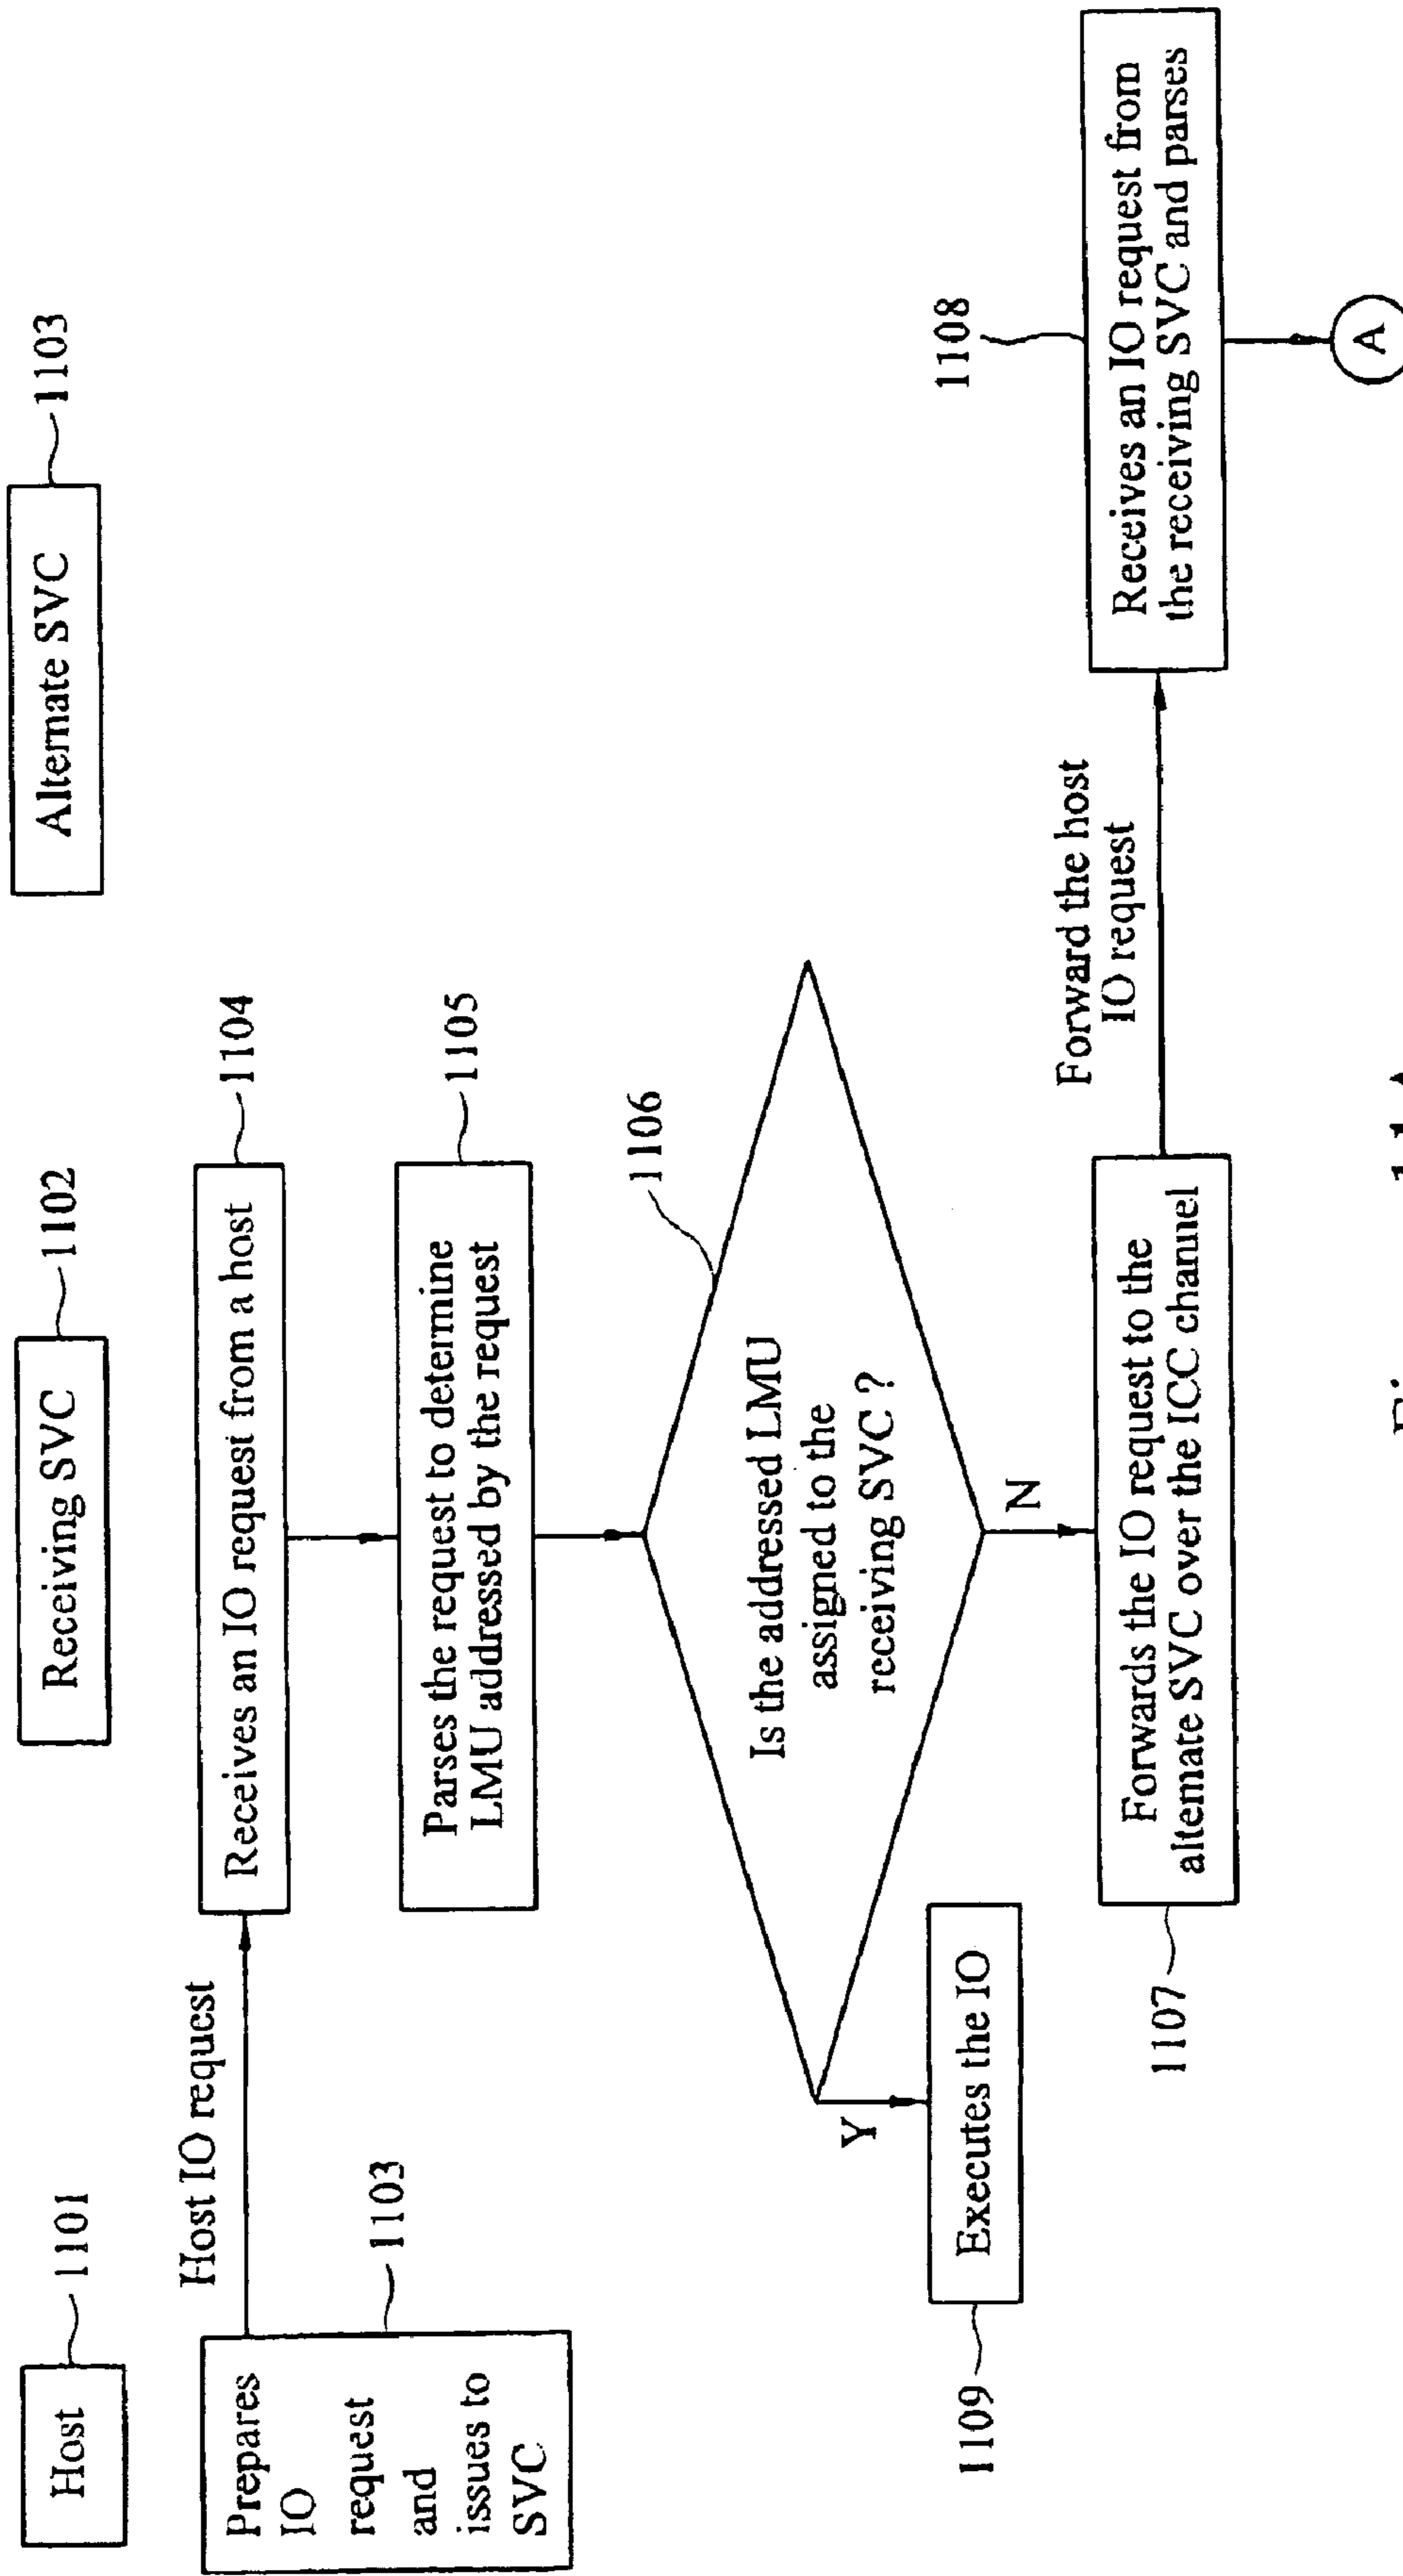 Host
1101
Receiving SVC
1102
Alternate SVC
1103
Prepares
IO
request
and
issues to
SVC
1103
Host IO request
Receives an IO request from a host
1104
Parses the request to determine
LMU addressed by the request
1105
Is the addressed LMU
assigned to the
receiving SVC ?
1106
Y
Executes the IO
1109
N
Forwards the IO request to the
alternate SVC over the ICC channel
1107
Forward the host
IO request
Receives an IO request from
the receiving SVC and parses
1108
A